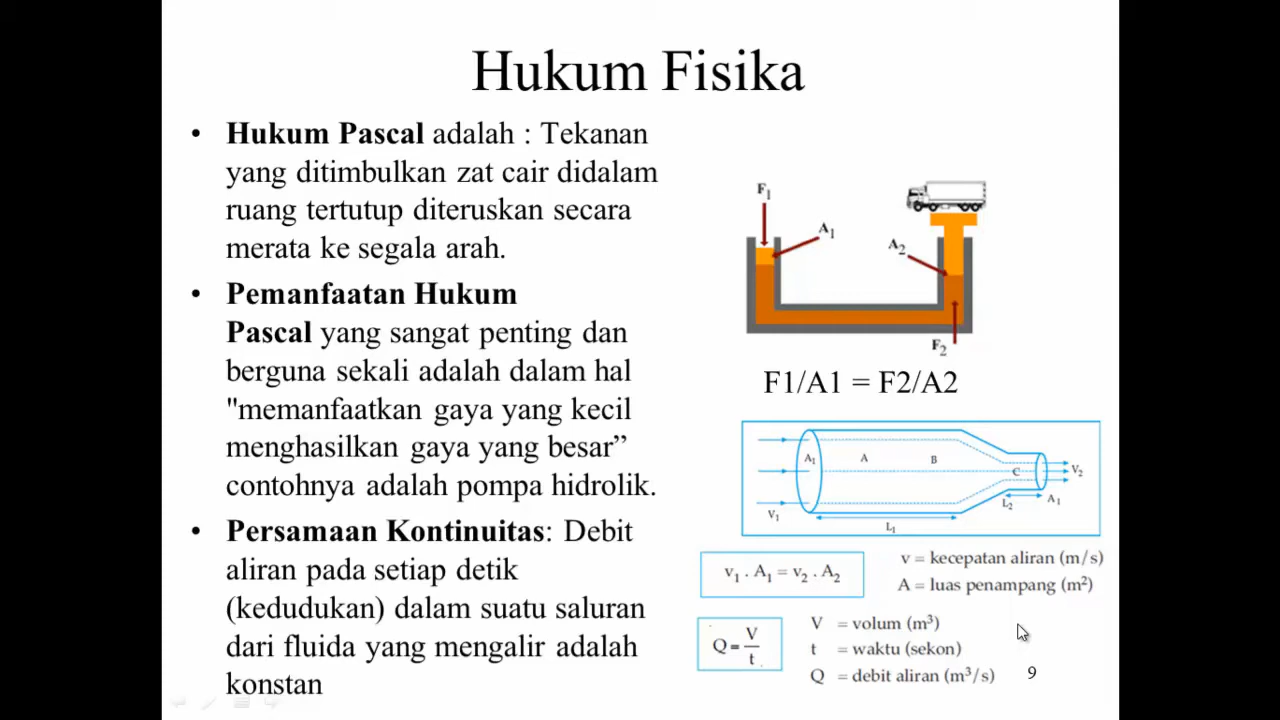 Hukum Fisika
• Hukum Pascal adalah : Tekanan
yang ditimbulkan zat cair didalam
ruang tertutup diteruskan secara
merata ke segala arah.
• Pemanfaatan Hukum
Pascal yang sangat penting dan
berguna sekali adalah dalam hal
"memanfaatkan gaya yang kecil
menghasilkan gaya yang besar”
contohnya adalah pompa hidrolik.
• Persamaan Kontinuitas: Debit
aliran pada setiap detik
(kedudukan) dalam suatu saluran
dari fluida yang mengalir adalah
konstan
F1
A1
A2
F2
F1/A1 = F2/A2
A1 A B C V2
V1 L1 L2 A1
v1 . A1 = v2 . A2
v = kecepatan aliran (m/s)
A = luas penampang (m²)
Q = V/t
V = volum (m³)
t = waktu (sekon)
Q = debit aliran (m³/s)
9